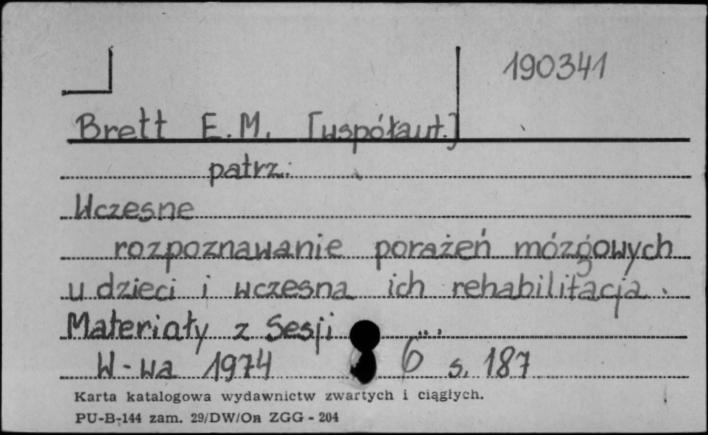 190341
Brett E.M. [współaut.]
patrz:
Wczesne
rozpoznawanie porażeń mózgowych
u dzieci i wczesna ich rehabilitacja.
Materiały z Sesji ...
W-wa 1974 6 s. 187
Karta katalogowa wydawnictw zwartych i ciągłych.
PU-B-144 zam. 29/DW/On ZGG - 204